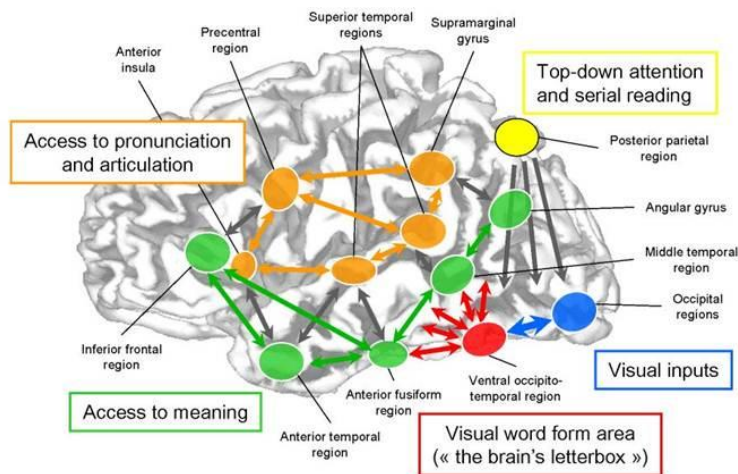 Superior temporal
regions
Supramarginal
gyrus
Precentral
region
Anterior
insula
Top-down attention
and serial reading
Access to pronunciation
and articulation
Posterior parietal
region
Angular gyrus
Middle temporal
region
Occipital
regions
Inferior frontal
region
Ventral occipito-
temporal region
Visual inputs
Anterior fusiform
region
Access to meaning
Anterior temporal
region
Visual word form area
(« the brain's letterbox »)